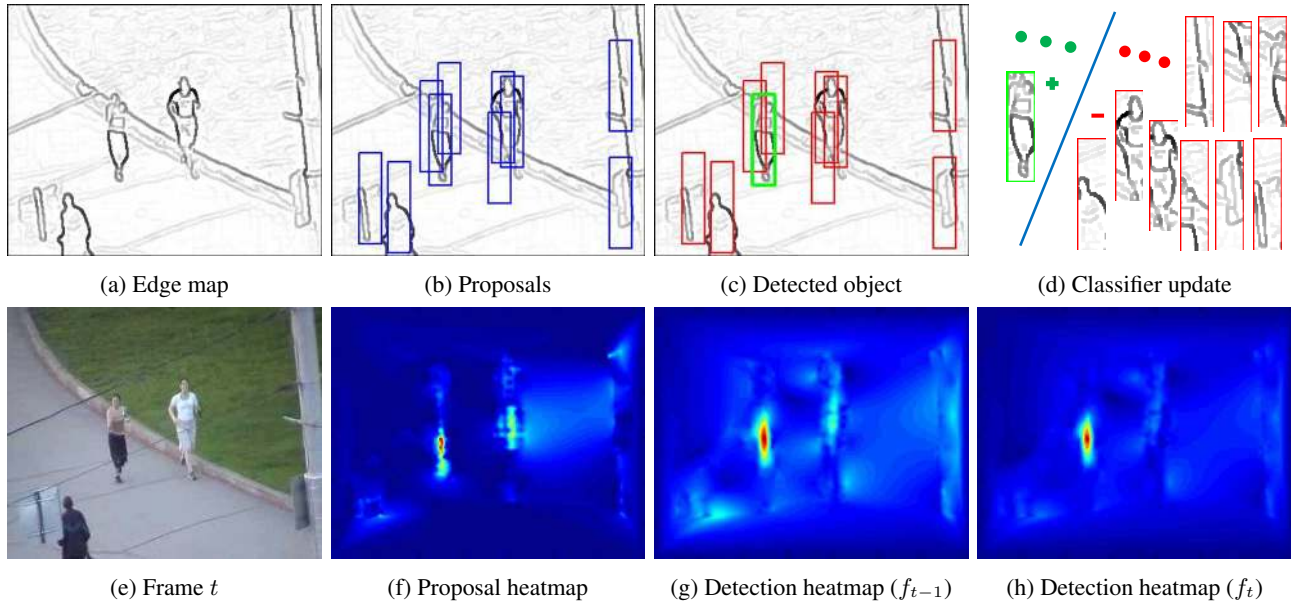 (a) Edge map
(b) Proposals
(c) Detected object
(d) Classifier update
(e) Frame t
(f) Proposal heatmap
(g) Detection heatmap (f_{t−1})
(h) Detection heatmap (f_t)